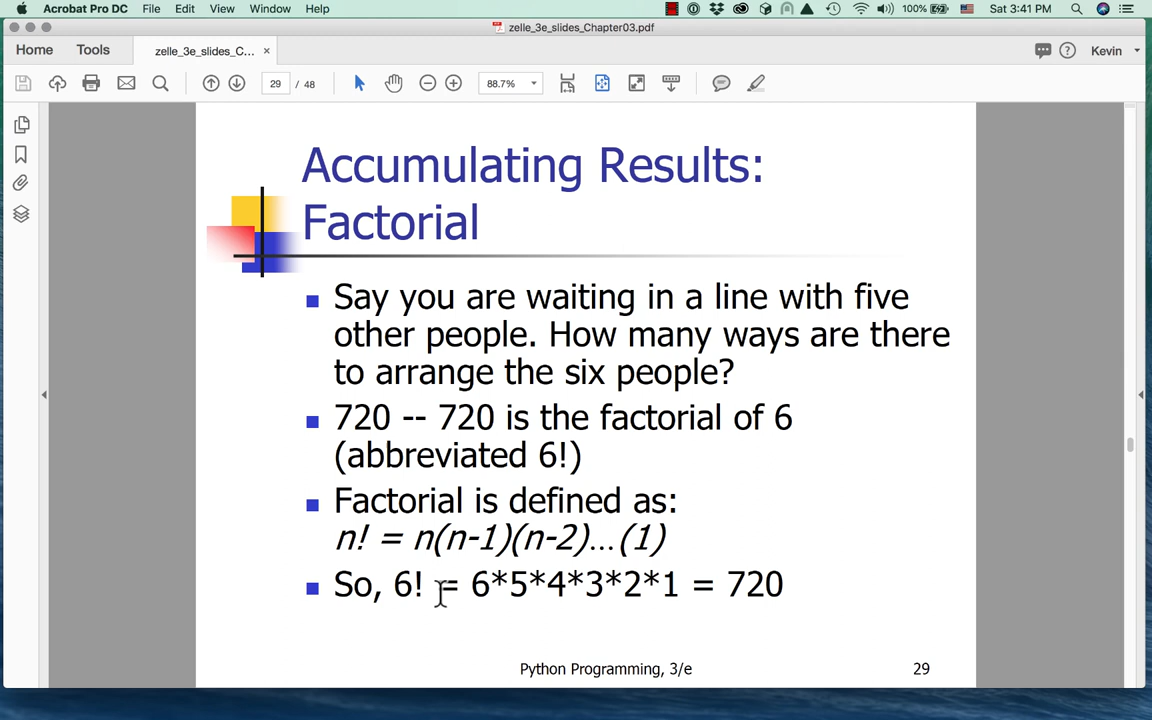 Acrobat Pro DC File Edit View Window Help 100% Sat 3:41 PM
zelle_3e_slides_Chapter03.pdf
Home Tools zelle_3e_slides_C... × Kevin
29 / 48 88.7%
Accumulating Results:
Factorial
Say you are waiting in a line with five
other people. How many ways are there
to arrange the six people?
720 -- 720 is the factorial of 6
(abbreviated 6!)
Factorial is defined as:
n! = n(n-1)(n-2)…(1)
So, 6! = 6*5*4*3*2*1 = 720
Python Programming, 3/e 29